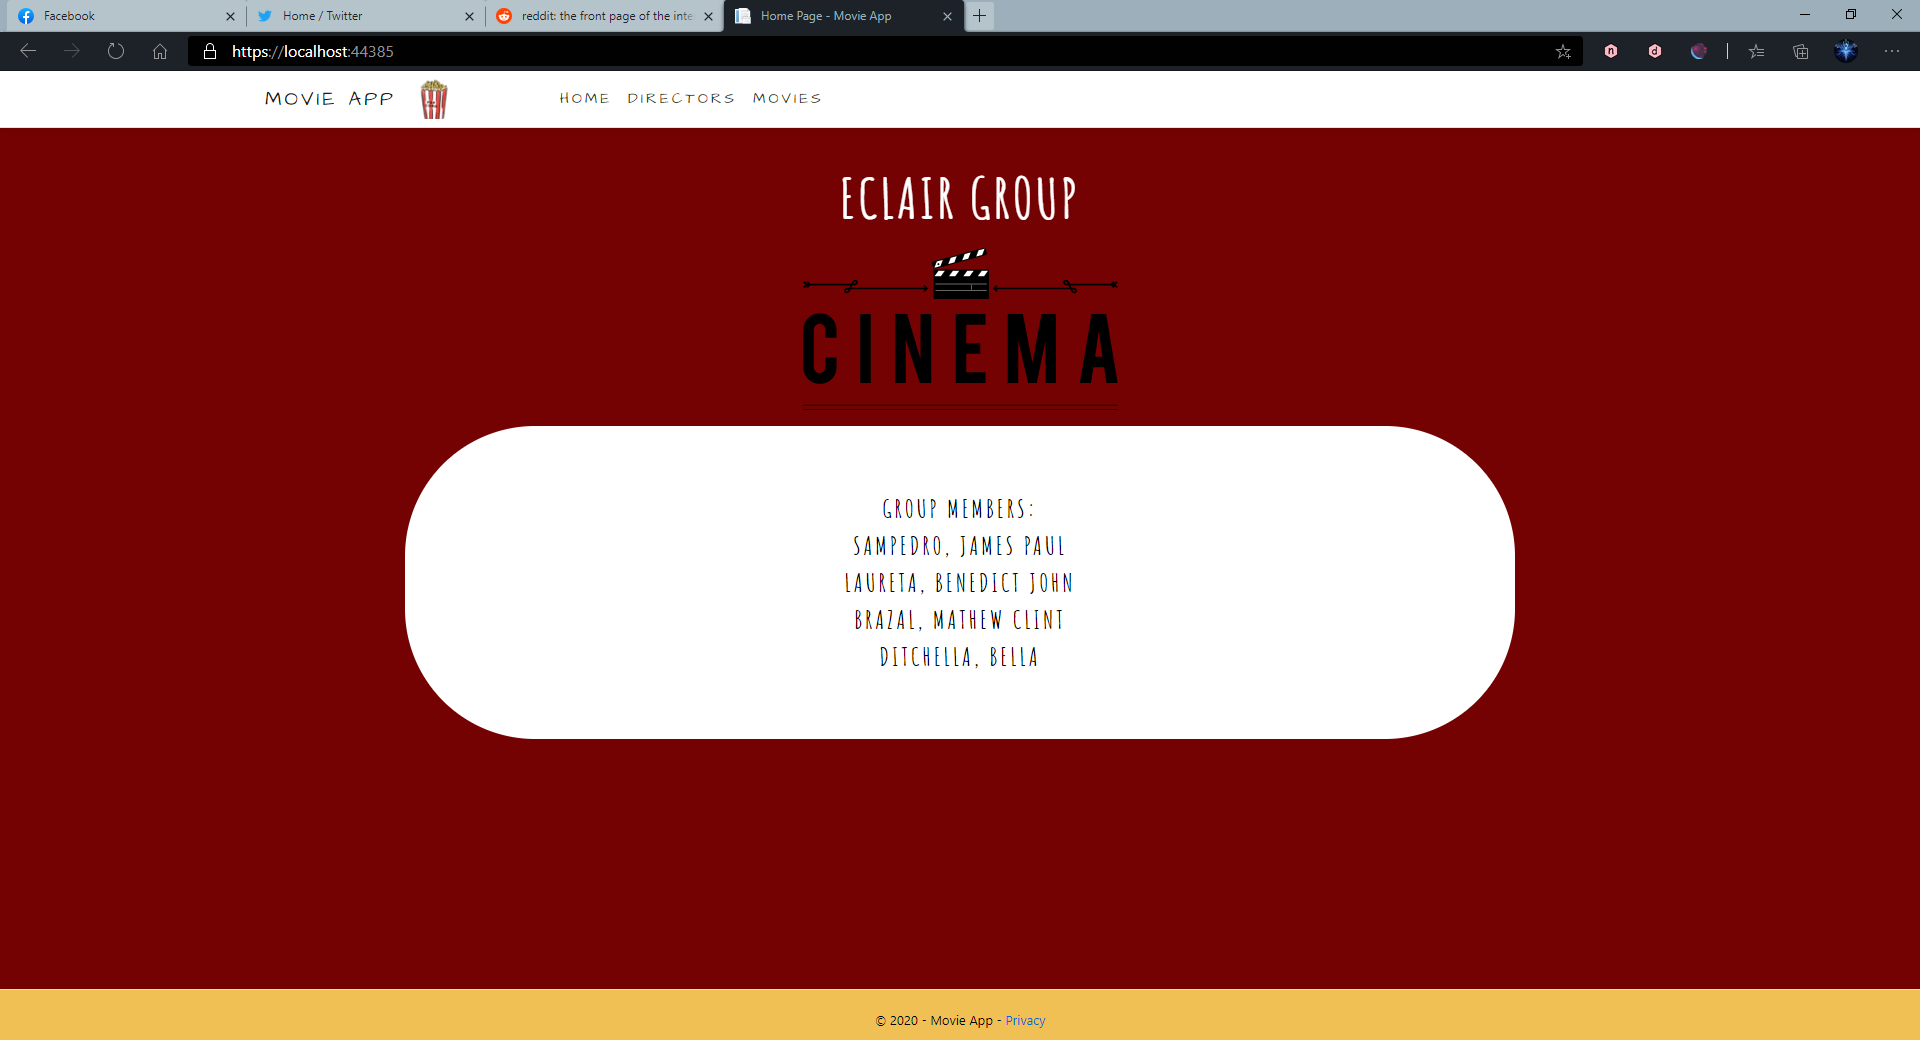 Facebook
Home / Twitter
reddit: the front page of the inte
Home Page - Movie App
https://localhost:44385
MOVIE APP
HOME DIRECTORS MOVIES
ECLAIR GROUP
CINEMA
GROUP MEMBERS:
SAMPEDRO, JAMES PAUL
LAURETA, BENEDICT JOHN
BRAZAL, MATHEW CLINT
DITCHELLA, BELLA
© 2020 - Movie App - Privacy